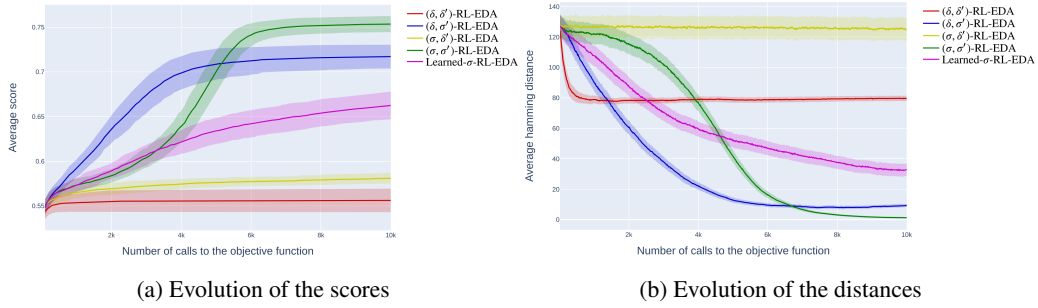 Average score
0.75
0.7
0.65
0.6
0.55
2k
4k
6k
8k
10k
Number of calls to the objective function
(δ, δ′)-RL-EDA
(δ, σ′)-RL-EDA
(σ, δ′)-RL-EDA
(σ, σ′)-RL-EDA
Learned-σ-RL-EDA
(a) Evolution of the scores
Average hamming distance
140
120
100
80
60
40
20
0
2k
4k
6k
8k
10k
Number of calls to the objective function
(δ, δ′)-RL-EDA
(δ, σ′)-RL-EDA
(σ, δ′)-RL-EDA
(σ, σ′)-RL-EDA
Learned-σ-RL-EDA
(b) Evolution of the distances